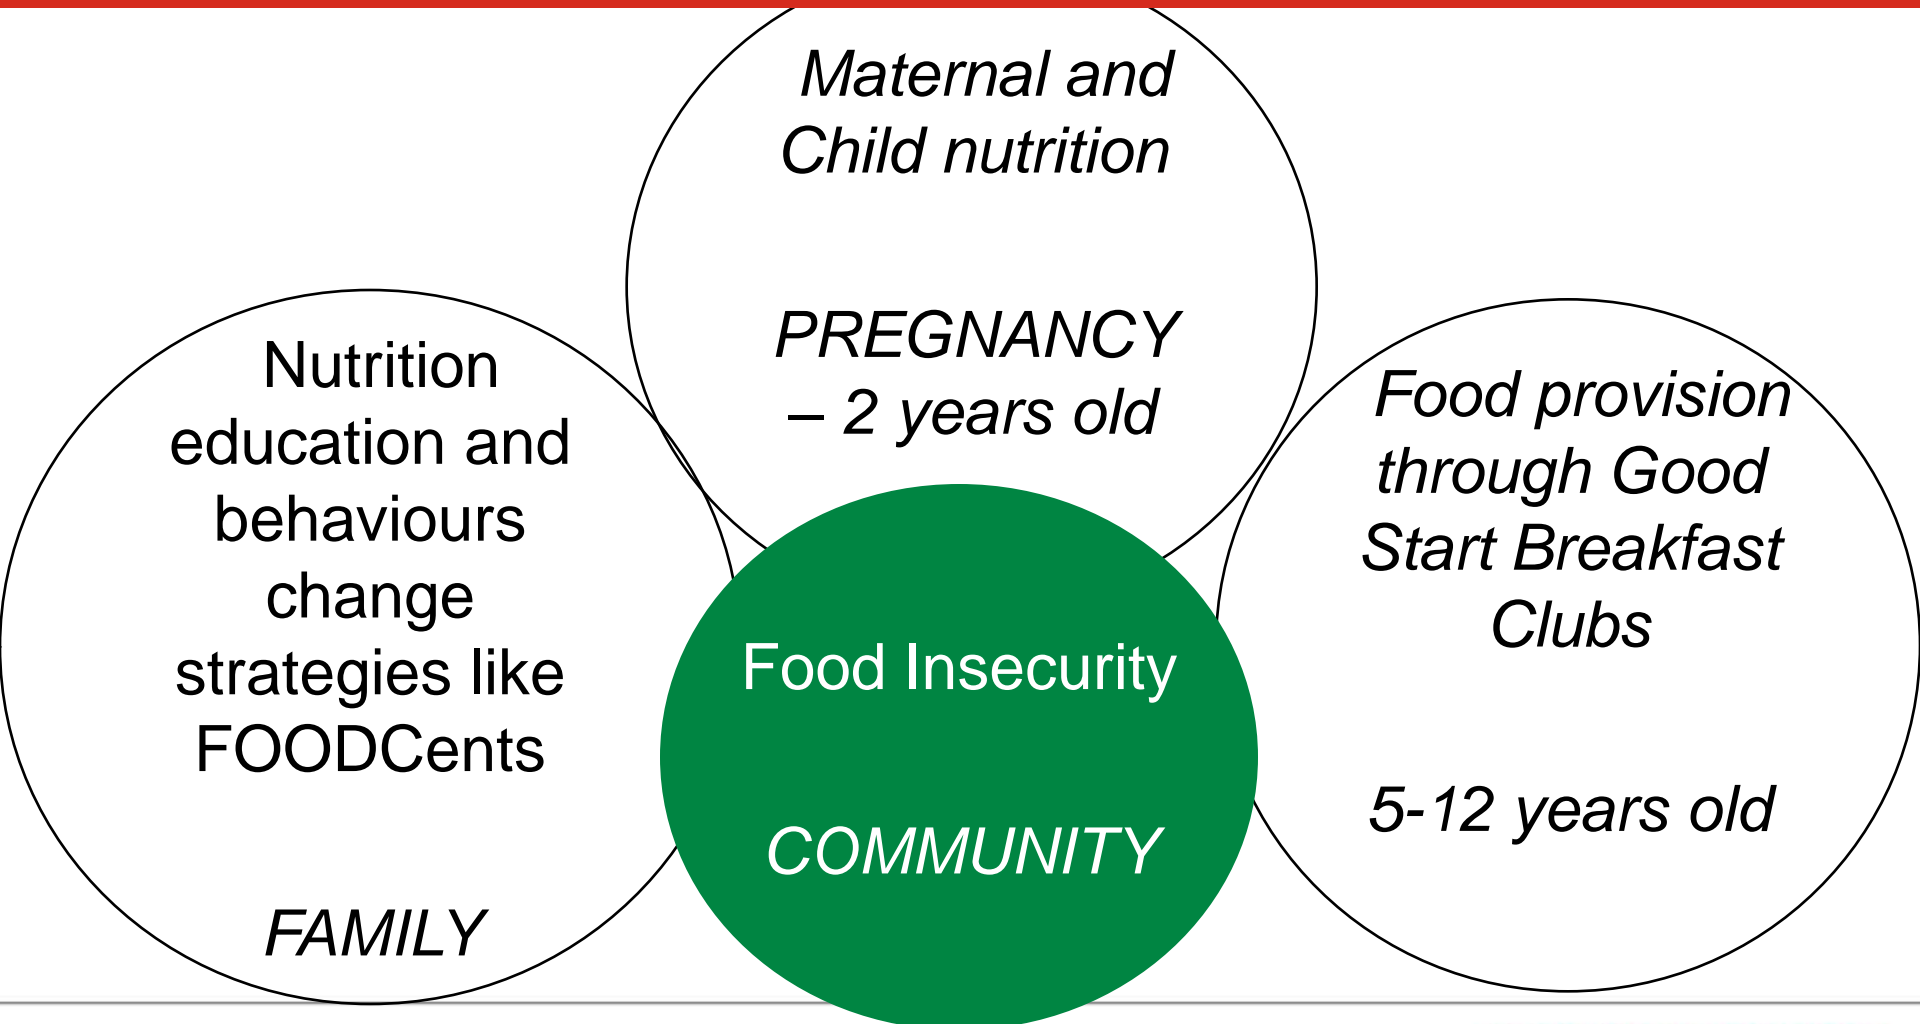 Maternal and
Child nutrition
PREGNANCY
– 2 years old
Nutrition
education and
behaviours
change
strategies like
FOODCents
FAMILY
Food Insecurity
COMMUNITY
Food provision
through Good
Start Breakfast
Clubs
5-12 years old